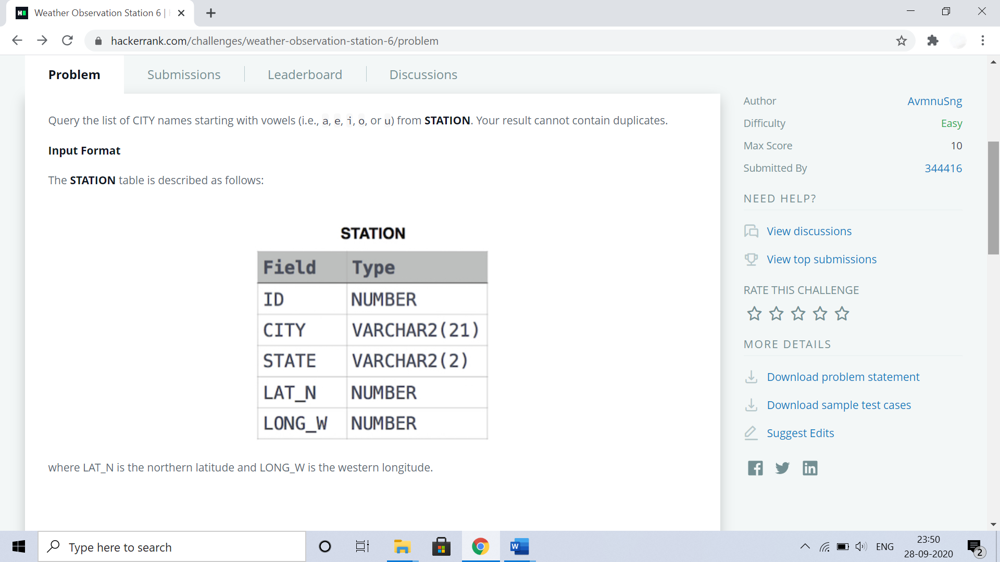 Weather Observation Station 6 |
hackerrank.com/challenges/weather-observation-station-6/problem
Problem
Submissions
Leaderboard
Discussions
Query the list of CITY names starting with vowels (i.e., a, e, i, o, or u) from STATION. Your result cannot contain duplicates.
Input Format
The STATION table is described as follows:
STATION
Field Type
ID NUMBER
CITY VARCHAR2(21)
STATE VARCHAR2(2)
LAT_N NUMBER
LONG_W NUMBER
where LAT_N is the northern latitude and LONG_W is the western longitude.
Author AvmnuSng
Difficulty Easy
Max Score 10
Submitted By 344416
NEED HELP?
View discussions
View top submissions
RATE THIS CHALLENGE
MORE DETAILS
Download problem statement
Download sample test cases
Suggest Edits
Type here to search
ENG
23:50
28-09-2020
2